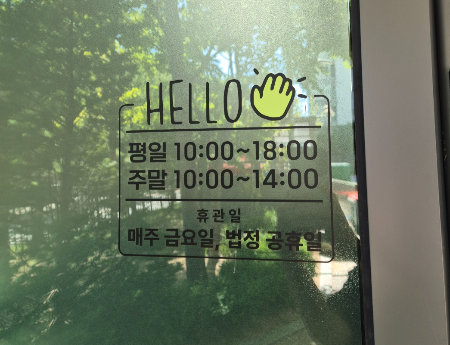 HELLO
평일 10:00~18:00
주말 10:00~14:00
휴관일
매주 금요일, 법정 공휴일